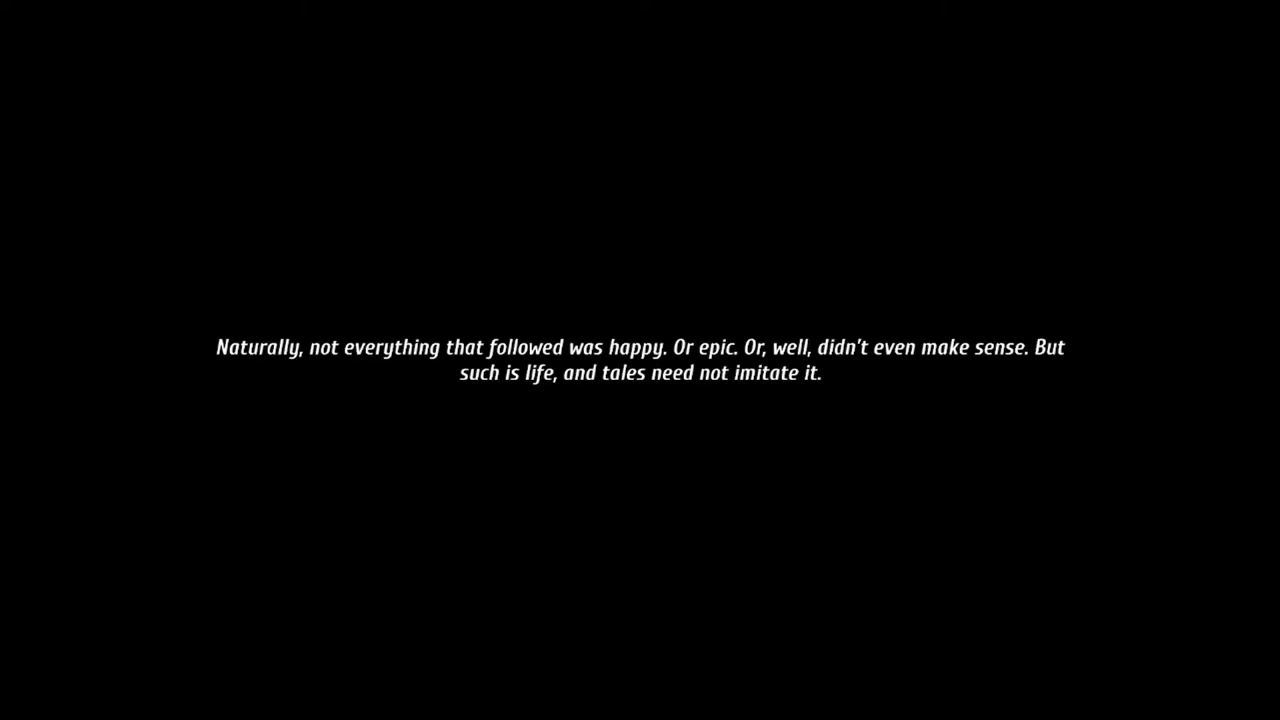 Naturally, not everything that followed was happy. Or epic. Or, well, didn't even make sense. But
such is life, and tales need not imitate it.